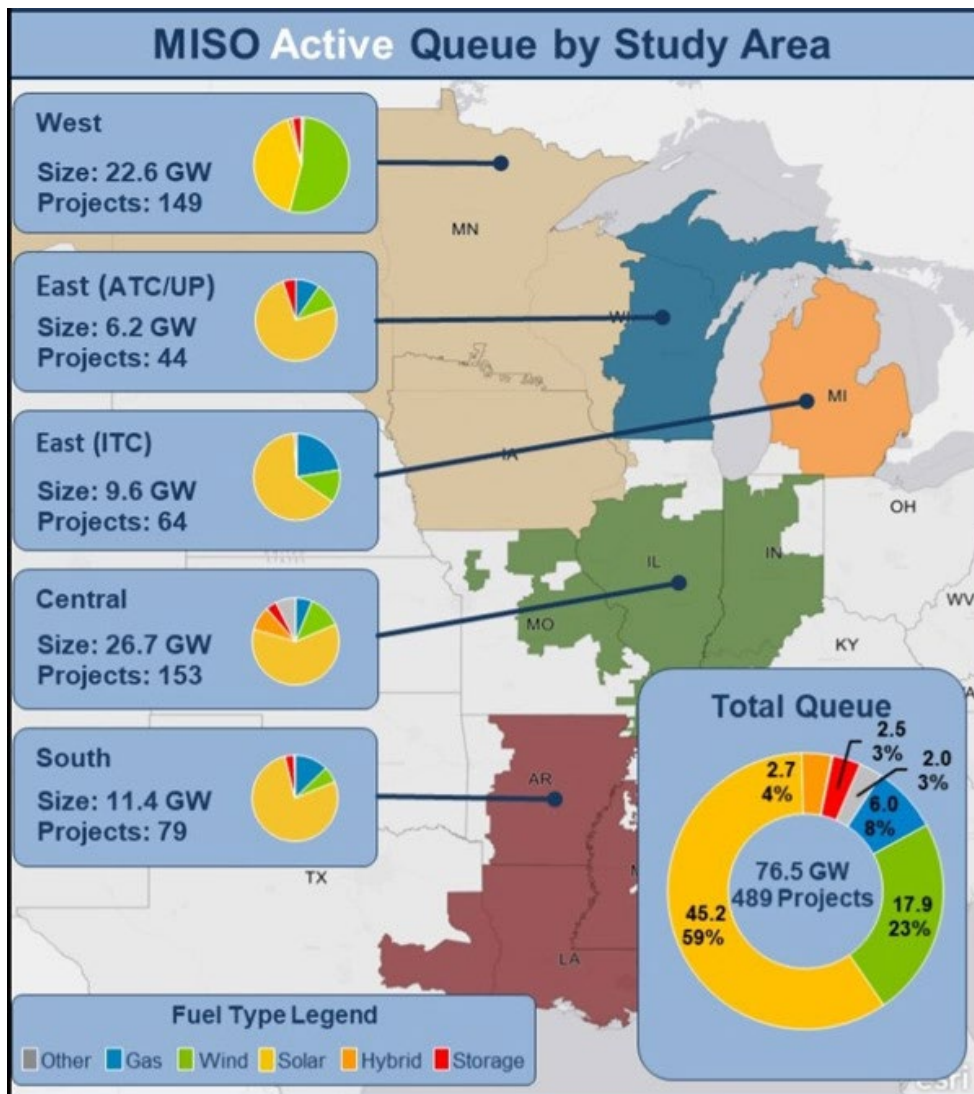 MISO Active Queue by Study Area
West
Size: 22.6 GW
Projects: 149
East (ATC/UP)
Size: 6.2 GW
Projects: 44
East (ITC)
Size: 9.6 GW
Projects: 64
Central
Size: 26.7 GW
Projects: 153
South
Size: 11.4 GW
Projects: 79
MN
WI
MI
IA
OH
IL
IN
MO
WV
KY
AR
TX
LA
Total Queue
2.5
3%
2.0
3%
2.7
4%
6.0
8%
76.5 GW
489 Projects
17.9
23%
45.2
59%
Fuel Type Legend
Other Gas Wind Solar Hybrid Storage
esri